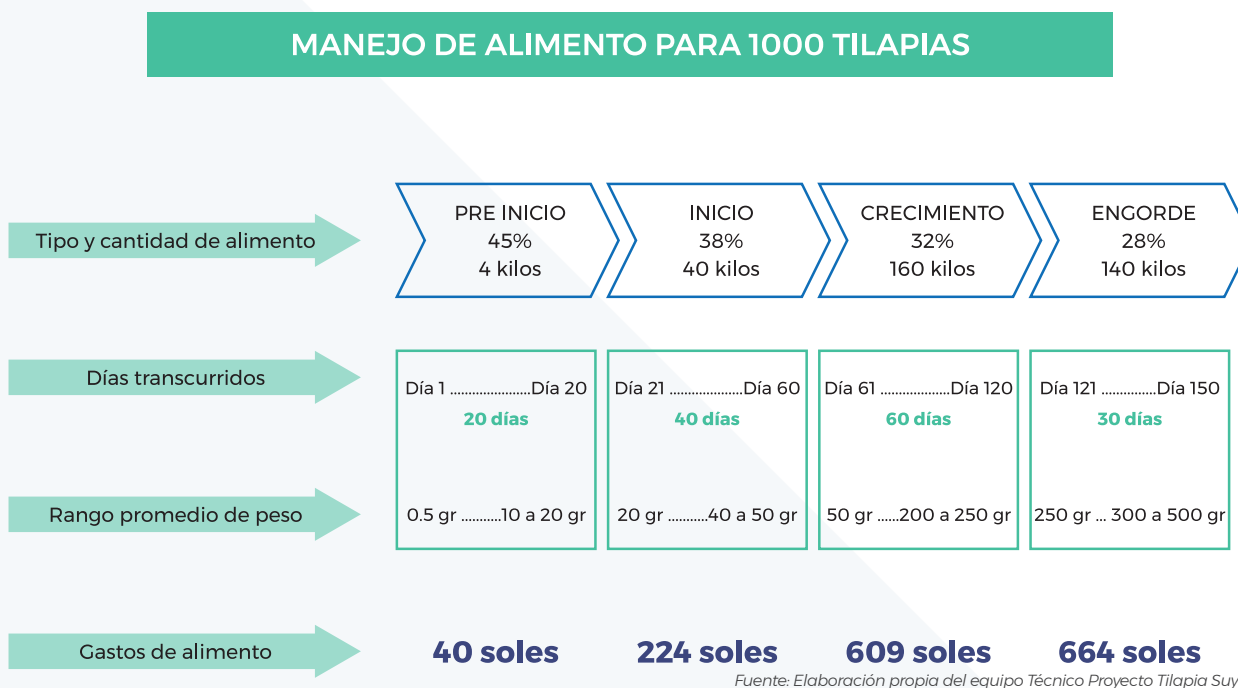 MANEJO DE ALIMENTO PARA 1000 TILAPIAS
Tipo y cantidad de alimento
PRE INICIO
45%
4 kilos
INICIO
38%
40 kilos
CRECIMIENTO
32%
160 kilos
ENGORDE
28%
140 kilos
Días transcurridos
Día 1 ......................Día 20
20 días
Día 21 ....................Día 60
40 días
Día 61 ...................Día 120
60 días
Día 121 ...............Día 150
30 días
Rango promedio de peso
0.5 gr ...........10 a 20 gr
20 gr ...........40 a 50 gr
50 gr ......200 a 250 gr
250 gr ... 300 a 500 gr
Gastos de alimento
40 soles
224 soles
609 soles
664 soles
Fuente: Elaboración propia del equipo Técnico Proyecto Tilapia Suy